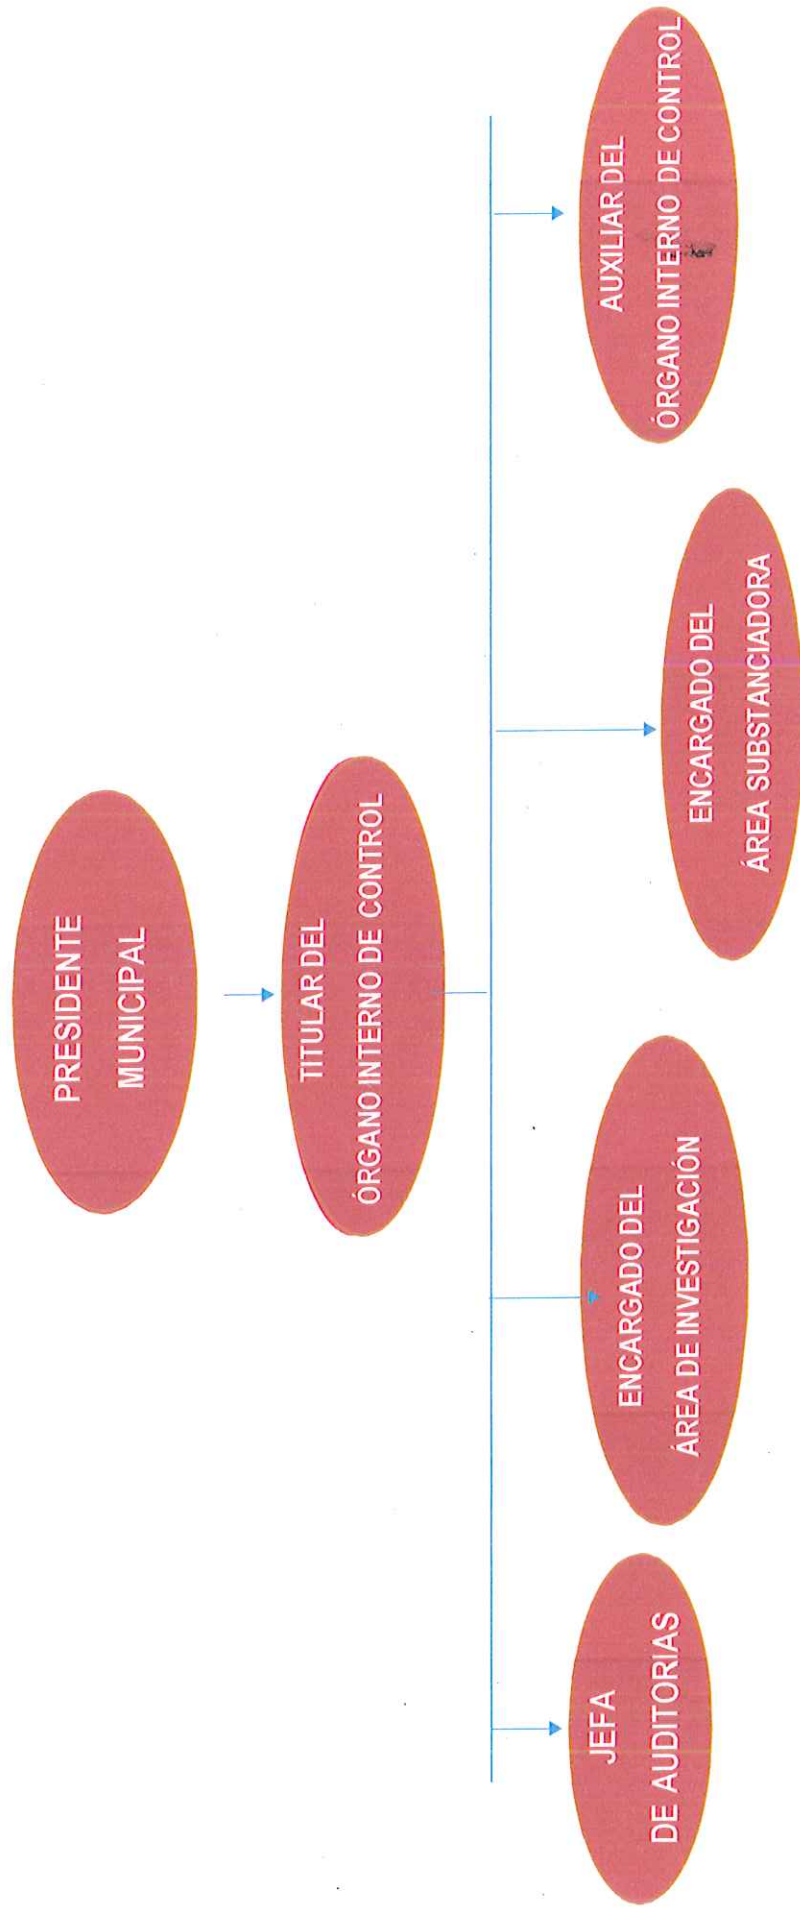 PRESIDENTE
MUNICIPAL
TITULAR DEL
ÓRGANO INTERNO DE CONTROL
JEFA
DE AUDITORIAS
ENCARGADO DEL
ÁREA DE INVESTIGACIÓN
ENCARGADO DEL
ÁREA SUBSTANCIADORA
AUXILIAR DEL
ÓRGANO INTERNO DE CONTROL